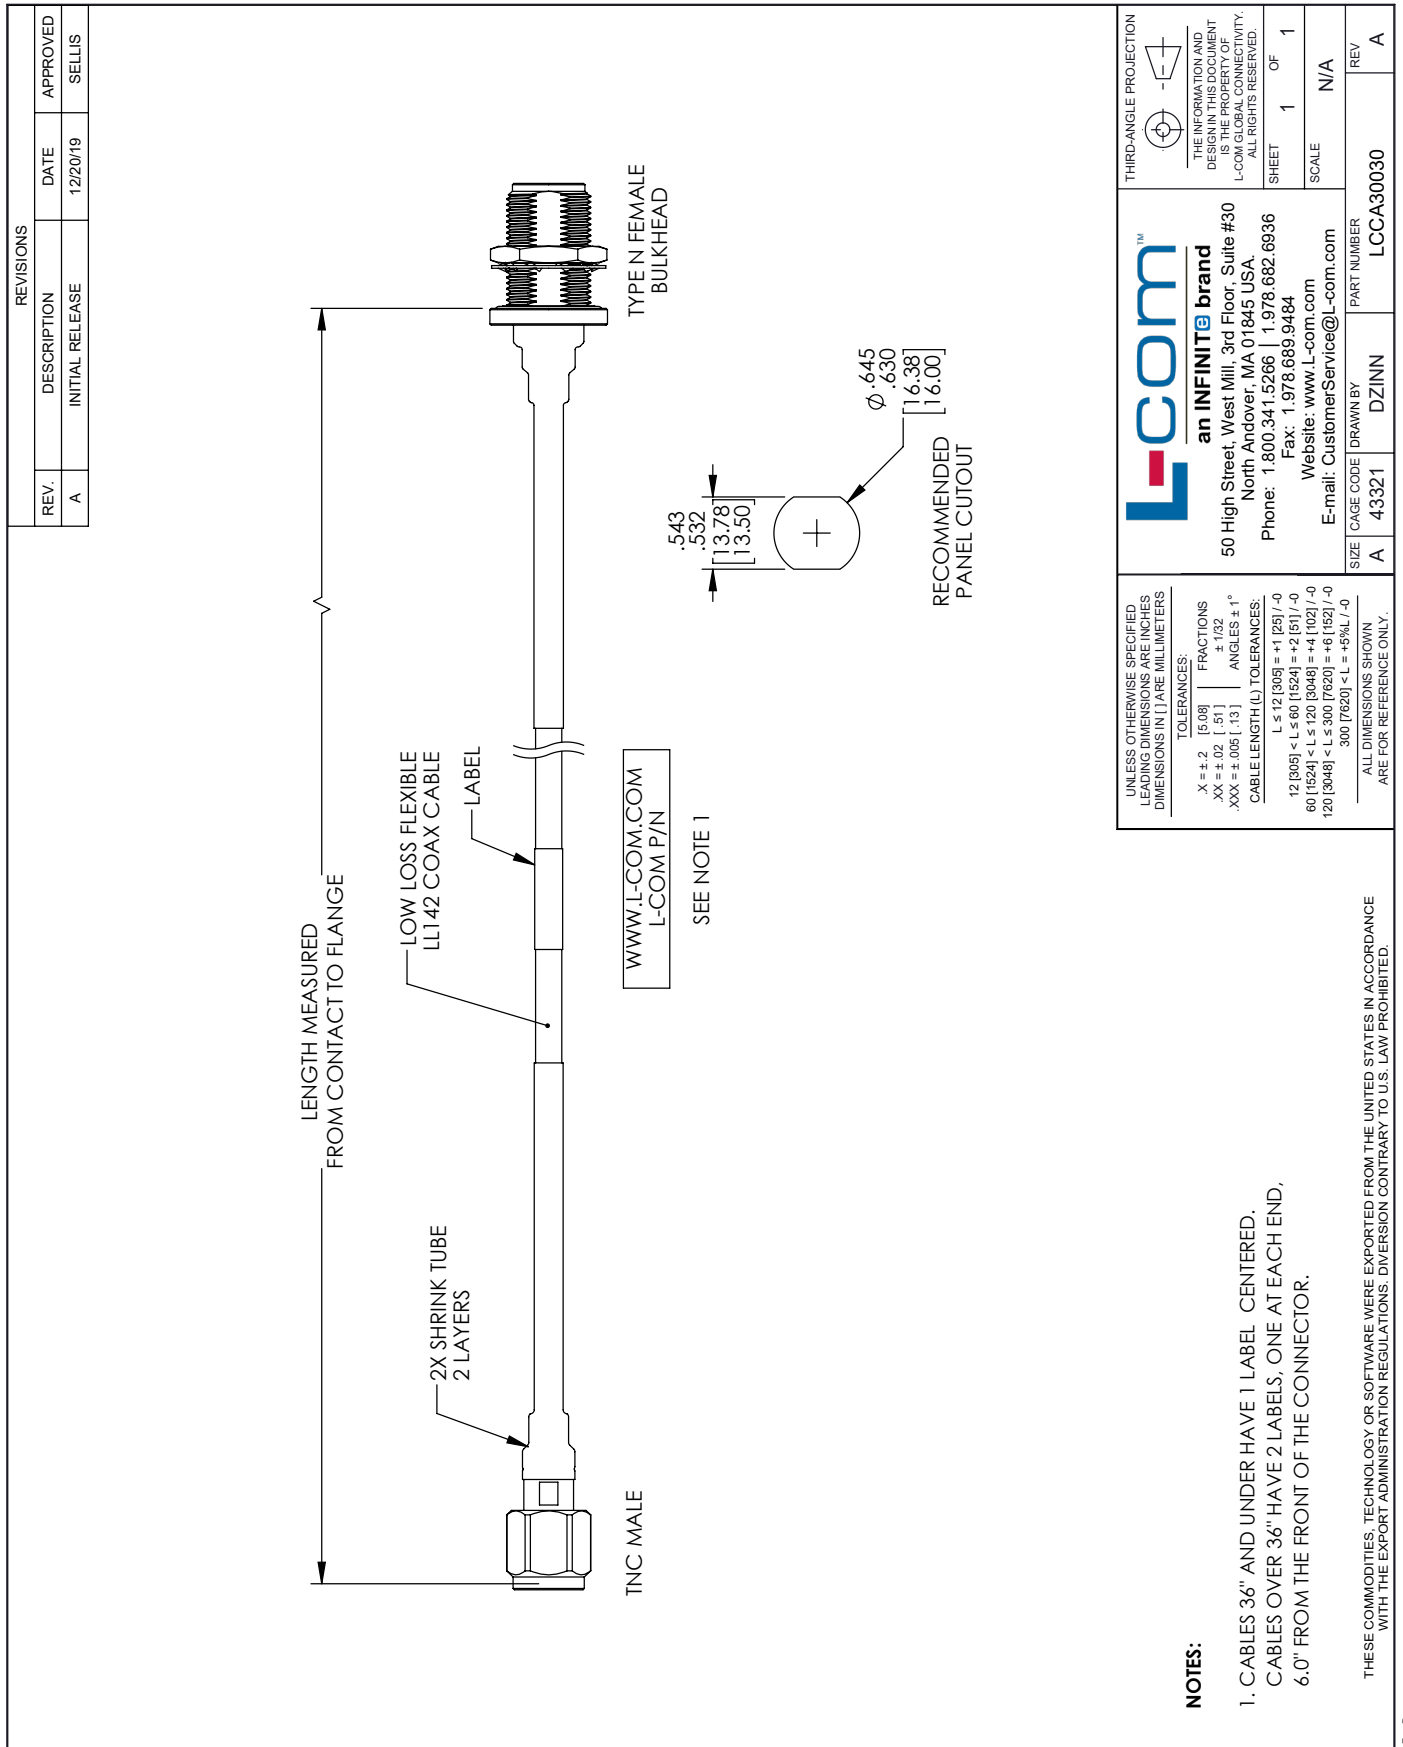 REVISIONS
REV. DESCRIPTION DATE APPROVED
A INITIAL RELEASE 12/20/19 SELLIS
LENGTH MEASURED
FROM CONTACT TO FLANGE
2X SHRINK TUBE
2 LAYERS
LOW LOSS FLEXIBLE
LL142 COAX CABLE
LABEL
TNC MALE
WWW.L-COM.COM
L-COM P/N
SEE NOTE 1
TYPE N FEMALE
BULKHEAD
.543
.532
[13.78]
[13.50]
Ø .645
.630
[16.38]
[16.00]
RECOMMENDED
PANEL CUTOUT
NOTES:
1. CABLES 36" AND UNDER HAVE 1 LABEL CENTERED.
CABLES OVER 36" HAVE 2 LABELS, ONE AT EACH END,
6.0" FROM THE FRONT OF THE CONNECTOR.
THESE COMMODITIES, TECHNOLOGY OR SOFTWARE WERE EXPORTED FROM THE UNITED STATES IN ACCORDANCE
WITH THE EXPORT ADMINISTRATION REGULATIONS. DIVERSION CONTRARY TO U.S. LAW PROHIBITED.
UNLESS OTHERWISE SPECIFIED
LEADING DIMENSIONS ARE INCHES
DIMENSIONS IN [ ] ARE MILLIMETERS
TOLERANCES:
.X = ±.2 [5.08] FRACTIONS
.XX = ±.02 [.51] ± 1/32
.XXX = ±.005 [.13] ANGLES ± 1°
CABLE LENGTH (L) TOLERANCES:
L ≤ 12 [305] = +1 [25] / -0
12 [305] < L ≤ 60 [1524] = +2 [51] / -0
60 [1524] < L ≤ 120 [3048] = +4 [102] / -0
120 [3048] < L ≤ 300 [7620] = +6 [152] / -0
300 [7620] < L = +5%L / -0
ALL DIMENSIONS SHOWN
ARE FOR REFERENCE ONLY.
L-com™
an INFINITe brand
50 High Street, West Mill, 3rd Floor, Suite #30
North Andover, MA 01845 USA.
Phone: 1.800.341.5266 | 1.978.682.6936
Fax: 1.978.689.9484
Website: www.L-com.com
E-mail: CustomerService@L-com.com
THIRD-ANGLE PROJECTION
THE INFORMATION AND
DESIGN IN THIS DOCUMENT
IS THE PROPERTY OF
L-COM GLOBAL CONNECTIVITY.
ALL RIGHTS RESERVED.
SHEET 1 OF 1
SCALE N/A
SIZE A
CAGE CODE 43321
DRAWN BY DZINN
PART NUMBER LCCA30030
REV A